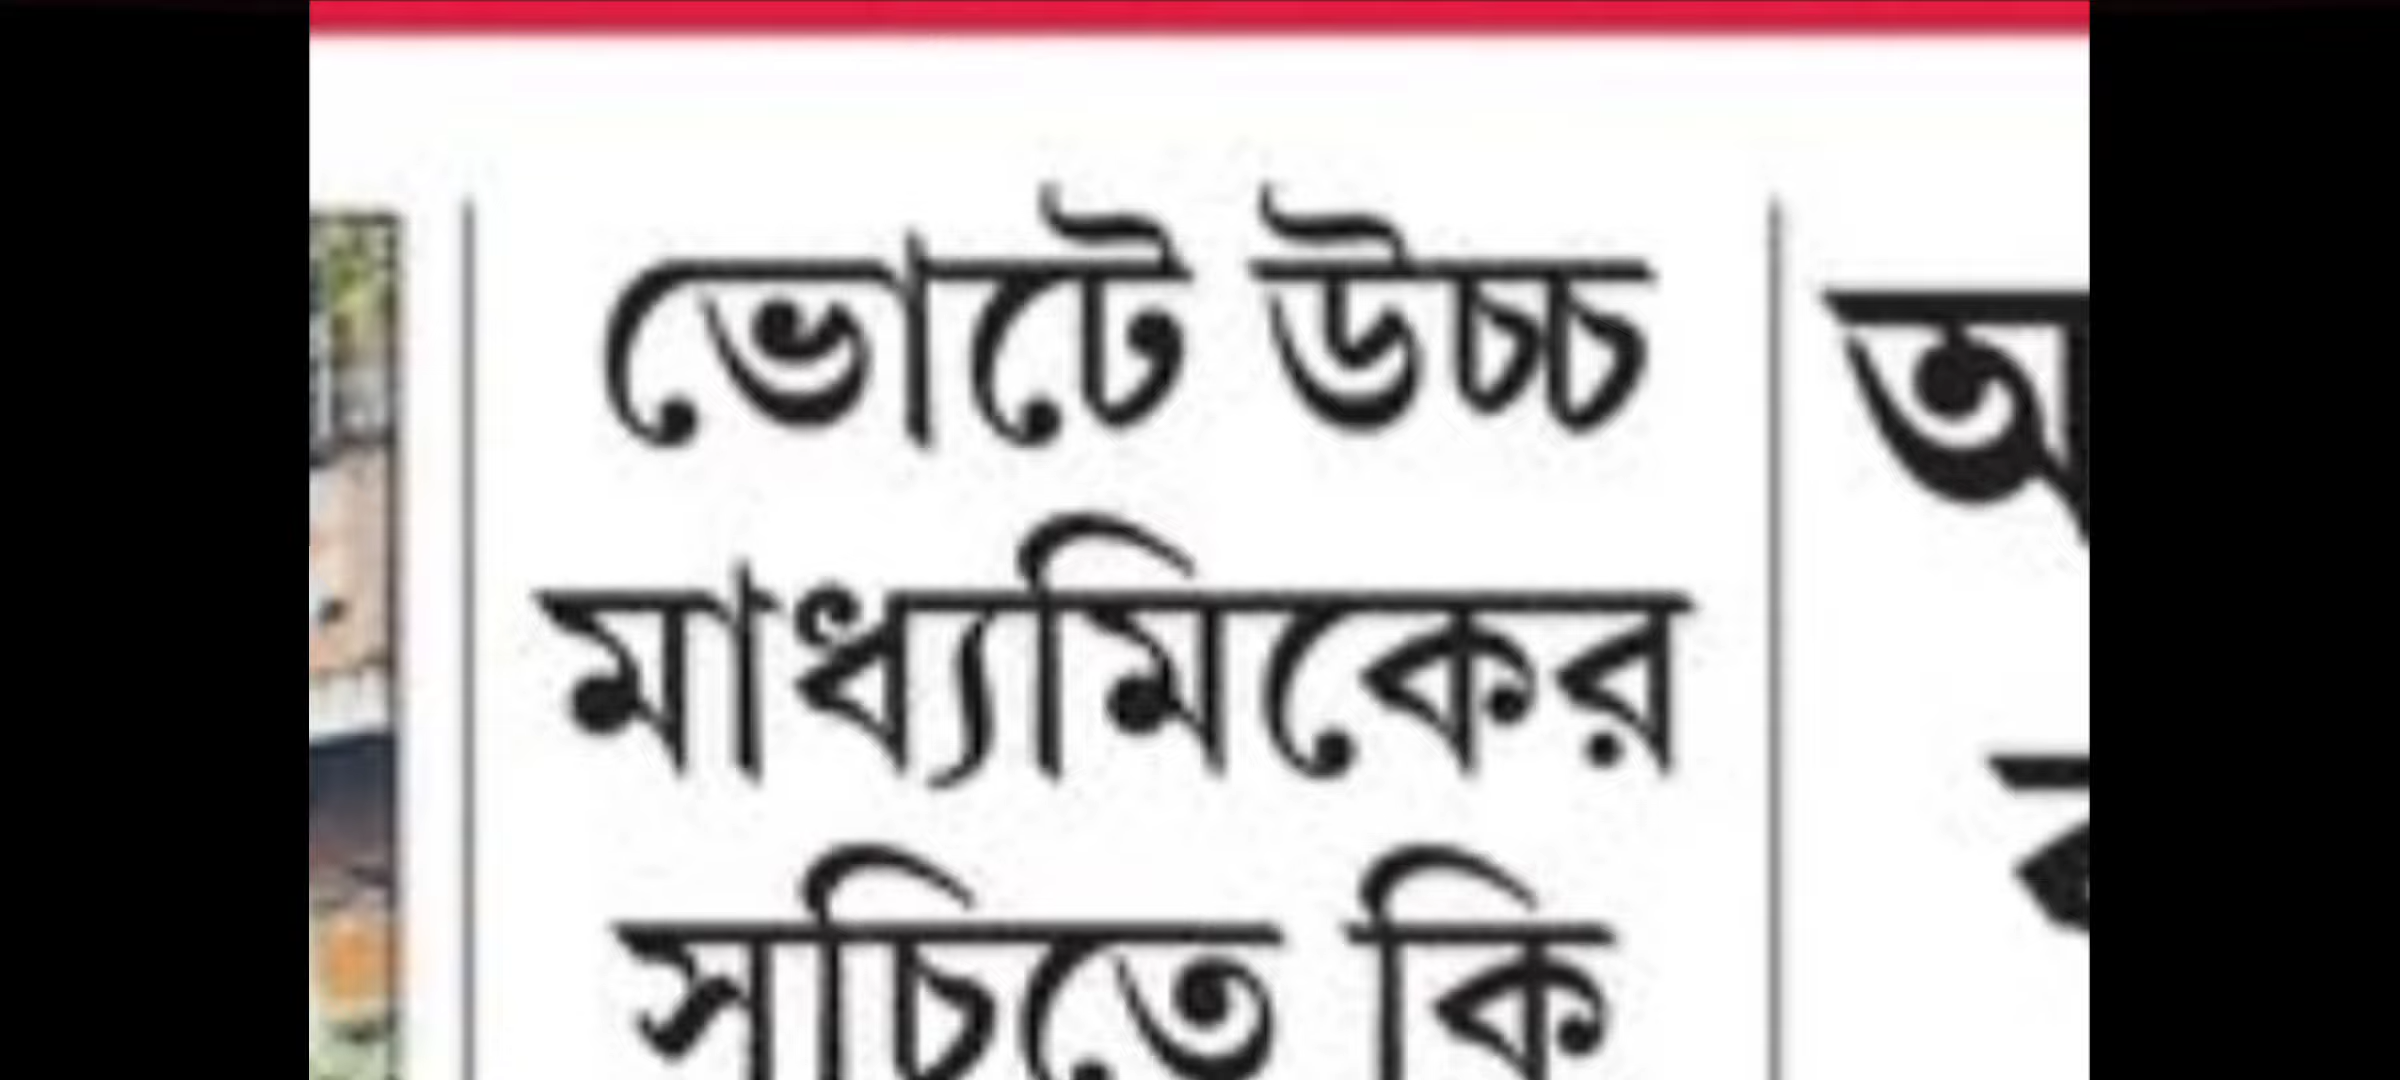 ভোটে উচ্চ
মাধ্যমিকের
সূচিতে কি
অ